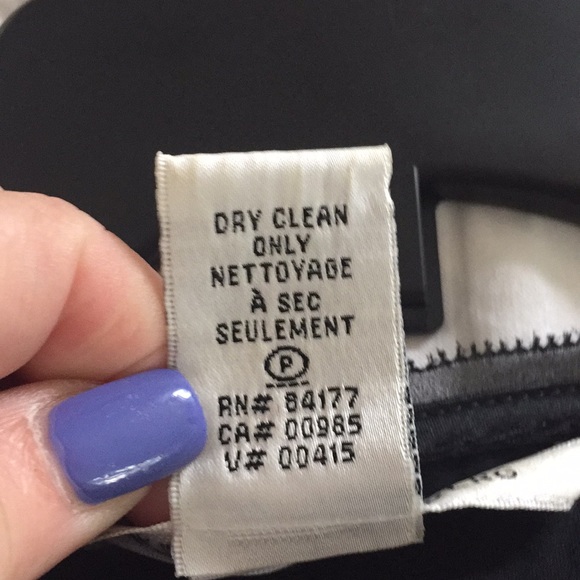 DRY CLEAN
ONLY
NETTOYAGE
À SEC
SEULEMENT
P
RN# 84177
CA# 00985
V# 00415